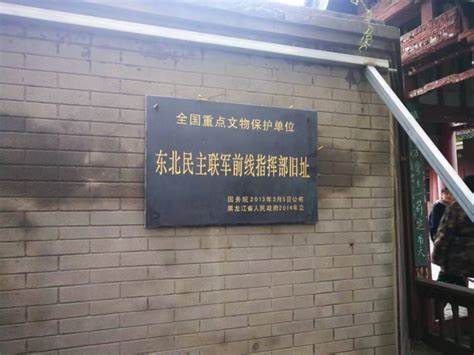 全国重点文物保护单位
东北民主联军前线指挥部旧址
国务院2013年3月5日公布
黑龙江省人民政府2014年立